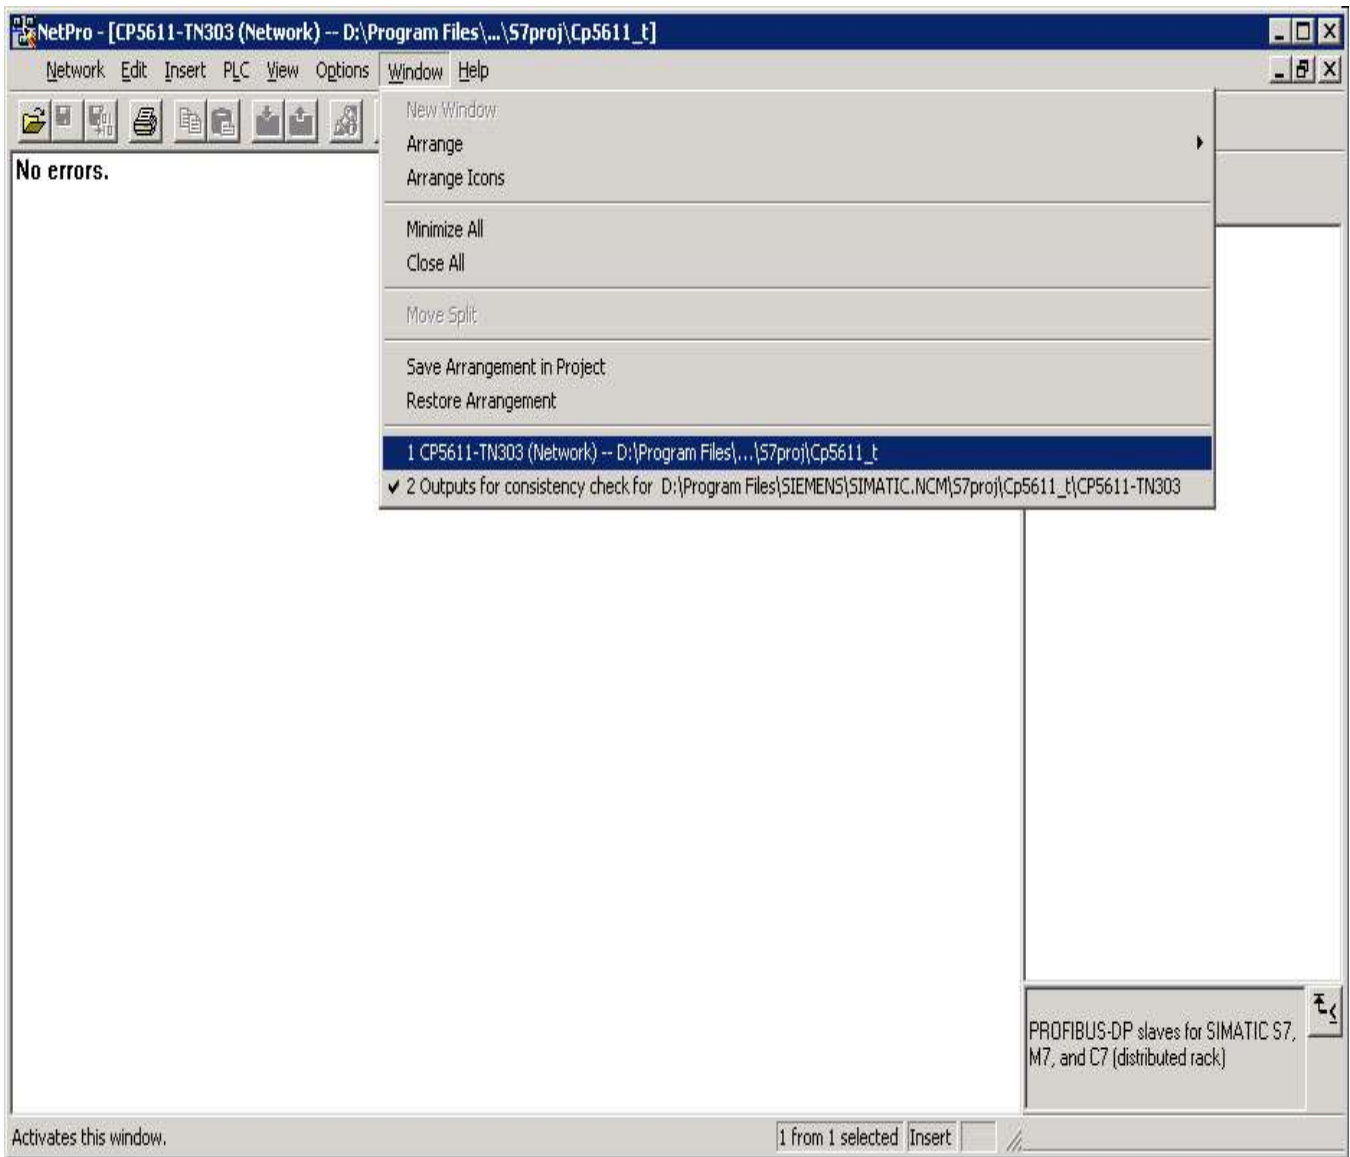 NetPro - [CP5611-TN303 (Network) -- D:\Program Files\...\S7proj\Cp5611_t]
Network Edit Insert PLC View Options Window Help
No errors.
New Window
Arrange
Arrange Icons
Minimize All
Close All
Move Split
Save Arrangement in Project
Restore Arrangement
1 CP5611-TN303 (Network) -- D:\Program Files\...\S7proj\Cp5611_t
2 Outputs for consistency check for D:\Program Files\SIEMENS\SIMATIC.NCM\S7proj\Cp5611_t\CP5611-TN303
PROFIBUS-DP slaves for SIMATIC S7,
M7, and C7 (distributed rack)
Activates this window.
1 from 1 selected Insert